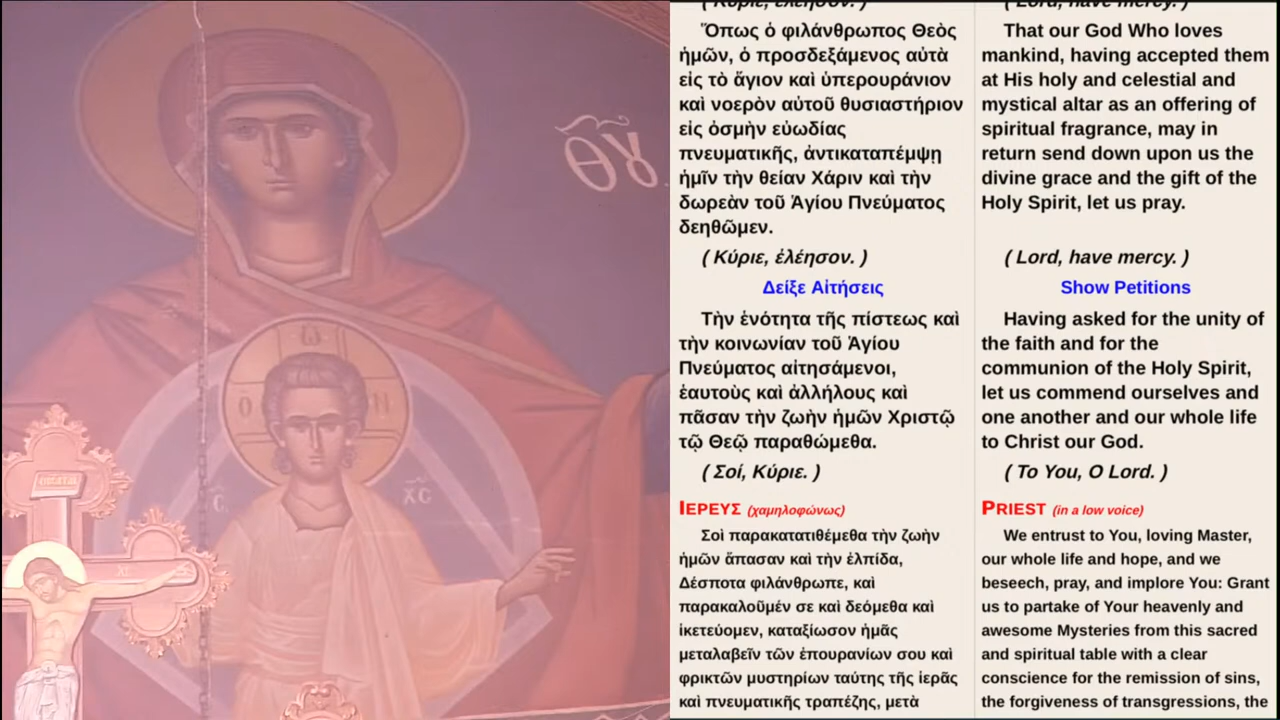 Θ͞Ȣ
Ο Ω Ν
ΧC
( Κύριε, ἐλέησον. )
Ὅπως ὁ φιλάνθρωπος Θεὸς
ἡμῶν, ὁ προσδεξάμενος αὐτὰ
εἰς τὸ ἅγιον καὶ ὑπερουράνιον
καὶ νοερὸν αὐτοῦ θυσιαστήριον
εἰς ὀσμὴν εὐωδίας
πνευματικῆς, ἀντικαταπέμψῃ
ἡμῖν τὴν θείαν Χάριν καὶ τὴν
δωρεὰν τοῦ Ἁγίου Πνεύματος
δεηθῶμεν.
( Κύριε, ἐλέησον. )
Δείξε Αἰτήσεις
Τὴν ἑνότητα τῆς πίστεως καὶ
τὴν κοινωνίαν τοῦ Ἁγίου
Πνεύματος αἰτησάμενοι,
ἑαυτοὺς καὶ ἀλλήλους καὶ
πᾶσαν τὴν ζωὴν ἡμῶν Χριστῷ
τῷ Θεῷ παραθώμεθα.
( Σοί, Κύριε. )
ΙΕΡΕΥΣ (χαμηλοφώνως)
Σοὶ παρακατατιθέμεθα τὴν ζωὴν
ἡμῶν ἅπασαν καὶ τὴν ἐλπίδα,
Δέσποτα φιλάνθρωπε, καὶ
παρακαλοῦμέν σε καὶ δεόμεθα καὶ
ἱκετεύομεν, καταξίωσον ἡμᾶς
μεταλαβεῖν τῶν ἐπουρανίων σου καὶ
φρικτῶν μυστηρίων ταύτης τῆς ἱερᾶς
καὶ πνευματικῆς τραπέζης, μετὰ
( Lord, have mercy. )
That our God Who loves
mankind, having accepted them
at His holy and celestial and
mystical altar as an offering of
spiritual fragrance, may in
return send down upon us the
divine grace and the gift of the
Holy Spirit, let us pray.
( Lord, have mercy. )
Show Petitions
Having asked for the unity of
the faith and for the
communion of the Holy Spirit,
let us commend ourselves and
one another and our whole life
to Christ our God.
( To You, O Lord. )
PRIEST (in a low voice)
We entrust to You, loving Master,
our whole life and hope, and we
beseech, pray, and implore You: Grant
us to partake of Your heavenly and
awesome Mysteries from this sacred
and spiritual table with a clear
conscience for the remission of sins,
the forgiveness of transgressions, the